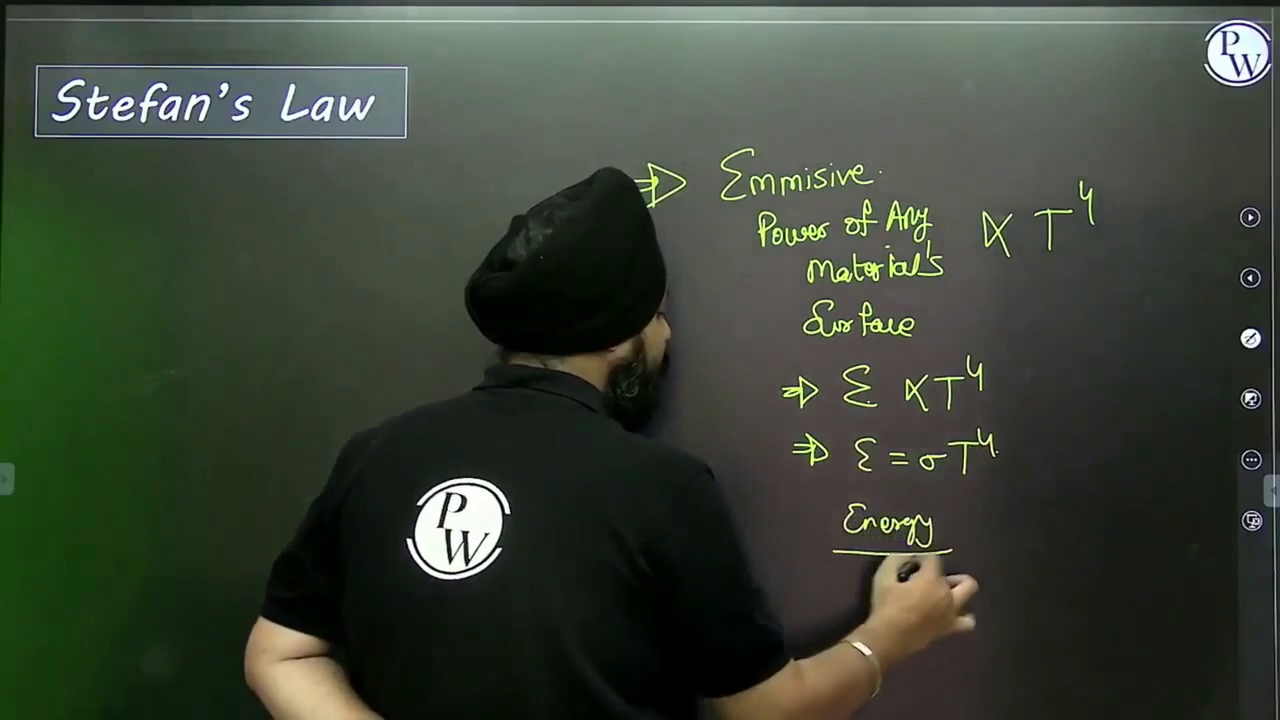 Stefan's Law
PW
⇒ Emmisive
Power of Any ∝ T⁴
Material's
Surface
⇒ Ɛ ∝ T⁴
⇒ Ɛ = σT⁴
Energy
PW